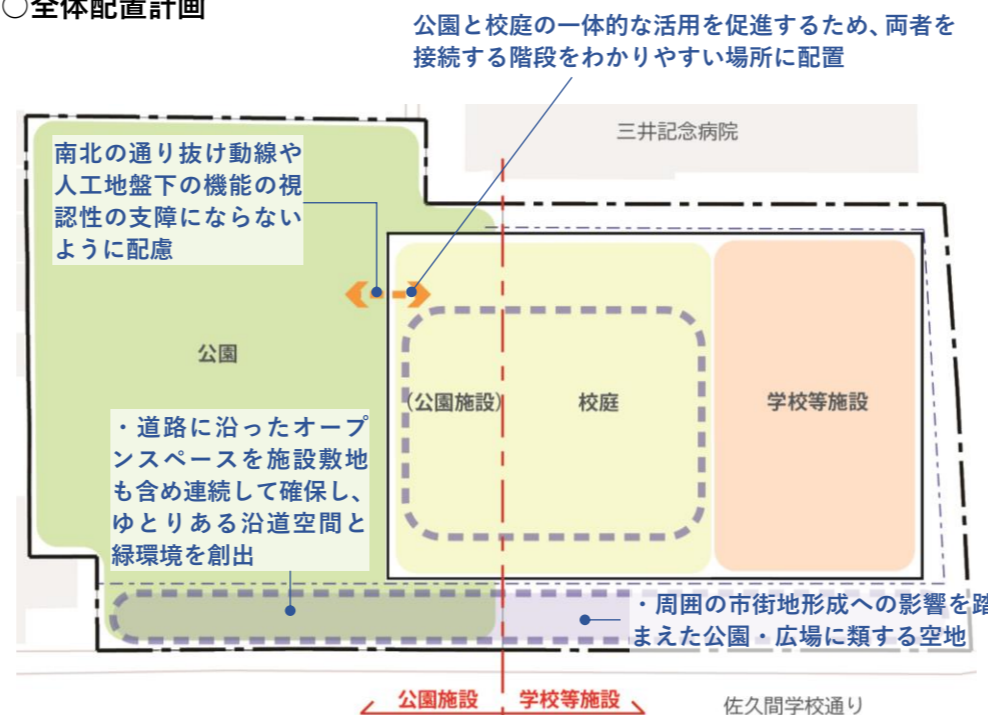 ○全体配置計画
公園と校庭の一体的な活用を促進するため、両者を
接続する階段をわかりやすい場所に配置
三井記念病院
南北の通り抜け動線や
人工地盤下の機能の視
認性の支障にならない
ように配慮
公園
(公園施設)
校庭
学校等施設
・道路に沿ったオープ
ンスペースを施設敷地
も含め連続して確保し、
ゆとりある沿道空間と
緑環境を創出
・周囲の市街地形成への影響を踏
まえた公園・広場に類する空地
公園施設
学校等施設
佐久間学校通り